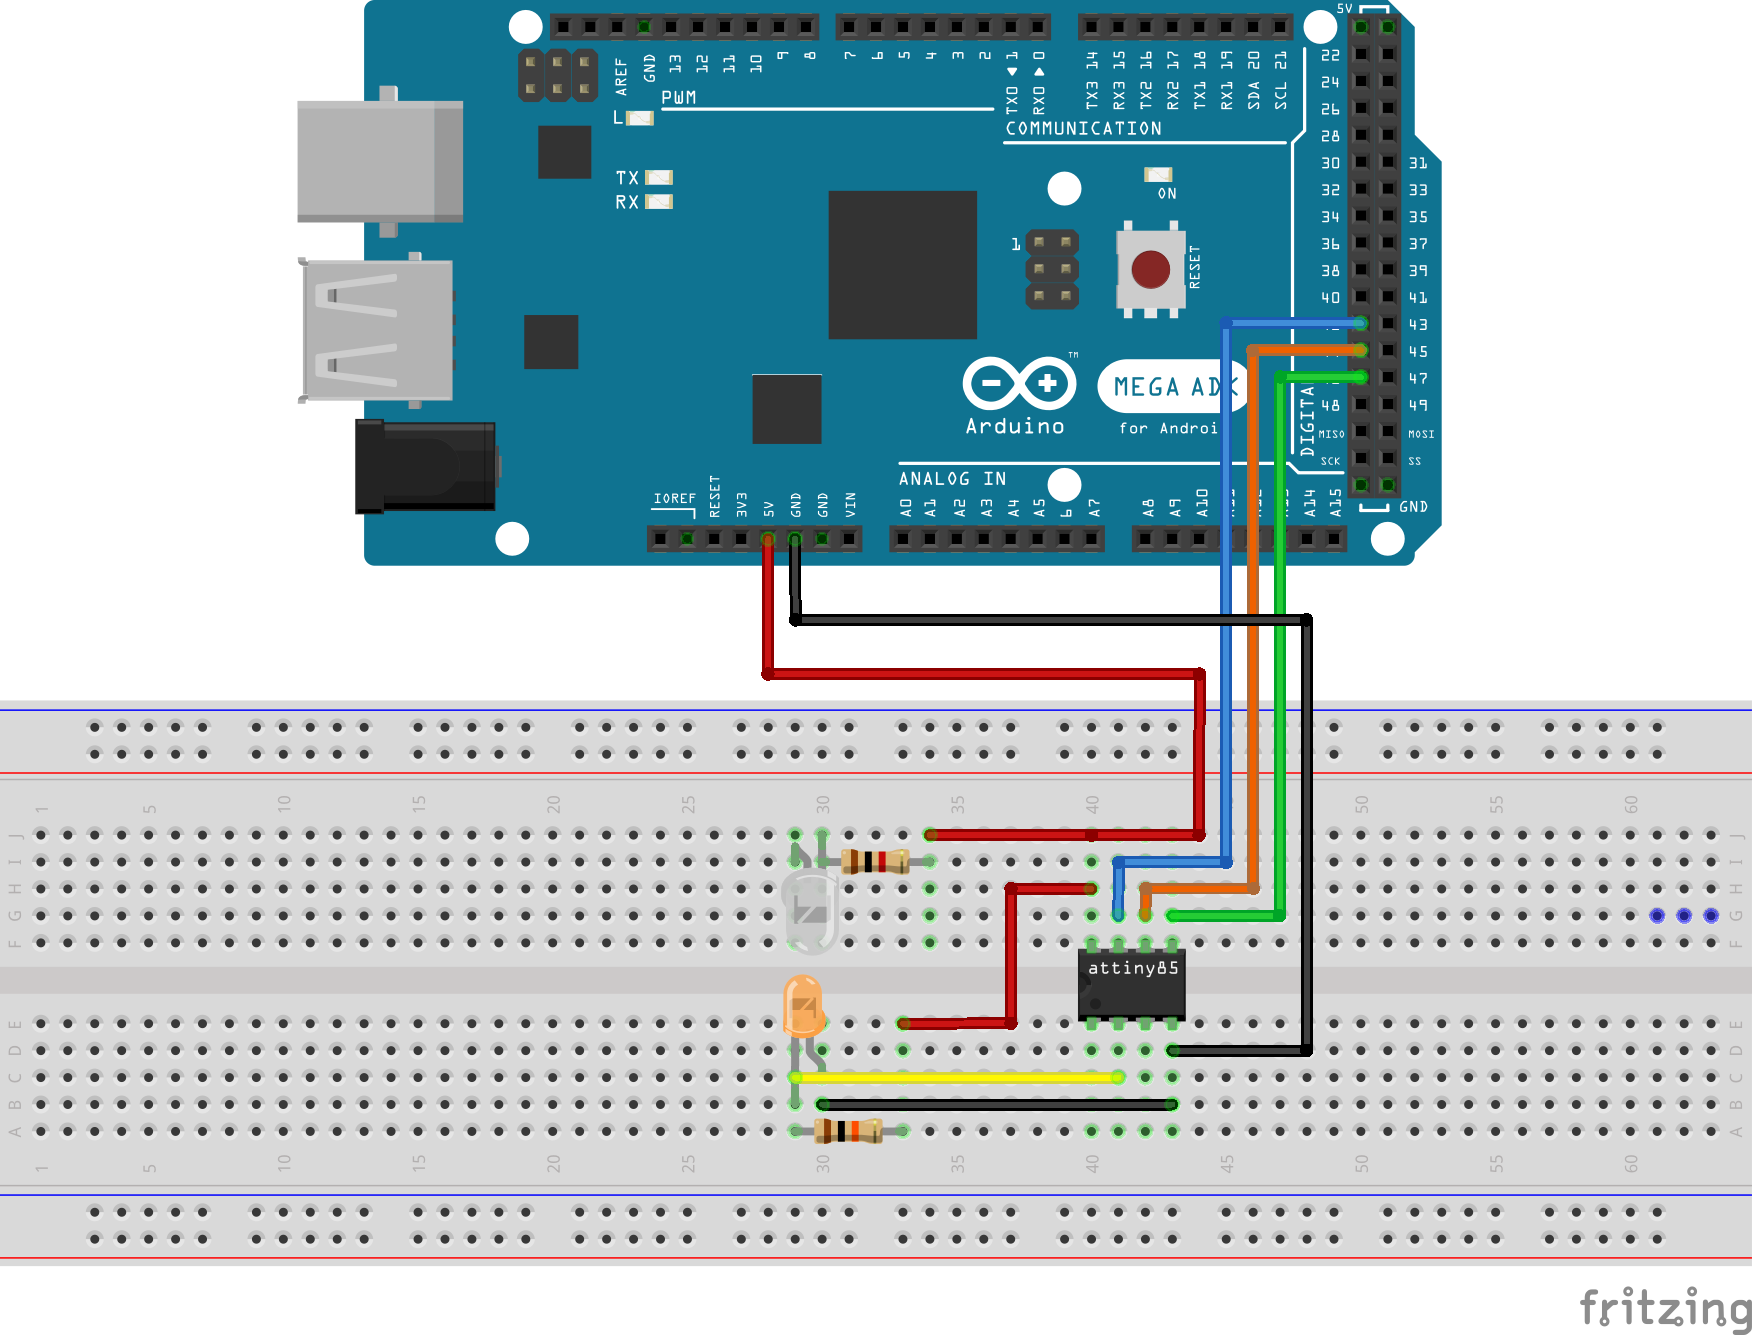 5V
AREF GND 13 12 11 10 9 8 7 6 5 4 3 2 TX0 1 RX0 0 TX3 14 RX3 15 TX2 16 RX2 17 TX1 18 RX1 19 SDA 20 SCL 21
22
24
26
28
30 31
32 33
34 35
36 37
38 39
40 41
43
45
47
48 49
MISO MOSI
SCK SS
GND
PWM
L
COMMUNICATION
TX
RX
ON
1
RESET
TM
MEGA ADK
Arduino
for Androi
DIGITA
ANALOG IN
IOREF RESET 3V3 5V GND GND VIN A0 A1 A2 A3 A4 A5 6 A7 A8 A9 A10 A14 A15
1 5 10 15 20 25 30 35 40 45 50 55 60
J J
I I
H H
G G
F F
attiny85
E E
D D
C C
B B
A A
1 5 10 15 20 25 30 35 40 45 50 55 60
fritzing